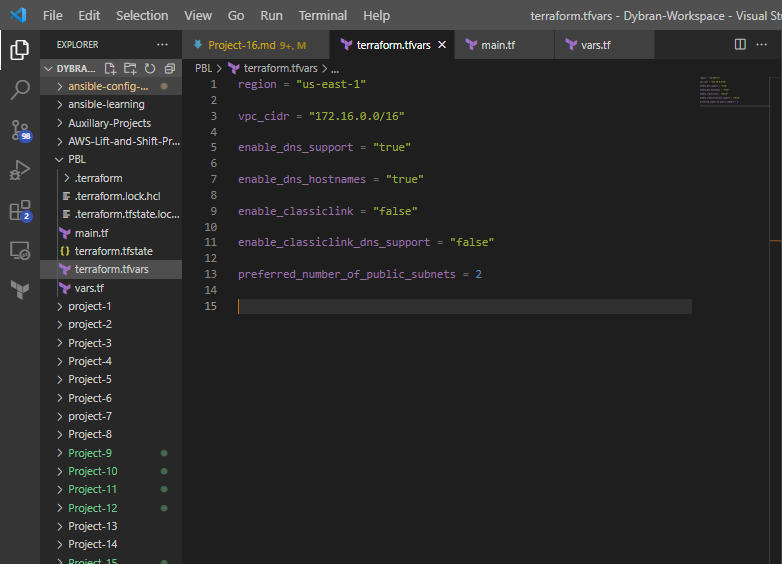 File Edit Selection View Go Run Terminal Help terraform.tfvars - Dybran-Workspace - Visual St
EXPLORER ···
DYBRA...
ansible-config-...
ansible-learning
Auxillary-Projects
AWS-Lift-and-Shift-Pr...
PBL
.terraform
.terraform.lock.hcl
.terraform.tfstate.loc...
main.tf
terraform.tfstate
terraform.tfvars
vars.tf
project-1
project-2
Project-3
Project-4
Project-5
Project-6
project-7
Project-8
Project-9
Project-10
Project-11
Project-12
Project-13
Project-14
Project-15
98
2
Project-16.md 9+, M terraform.tfvars main.tf vars.tf
PBL > terraform.tfvars > ...
1 region = "us-east-1"
2
3 vpc_cidr = "172.16.0.0/16"
4
5 enable_dns_support = "true"
6
7 enable_dns_hostnames = "true"
8
9 enable_classiclink = "false"
10
11 enable_classiclink_dns_support = "false"
12
13 preferred_number_of_public_subnets = 2
14
15